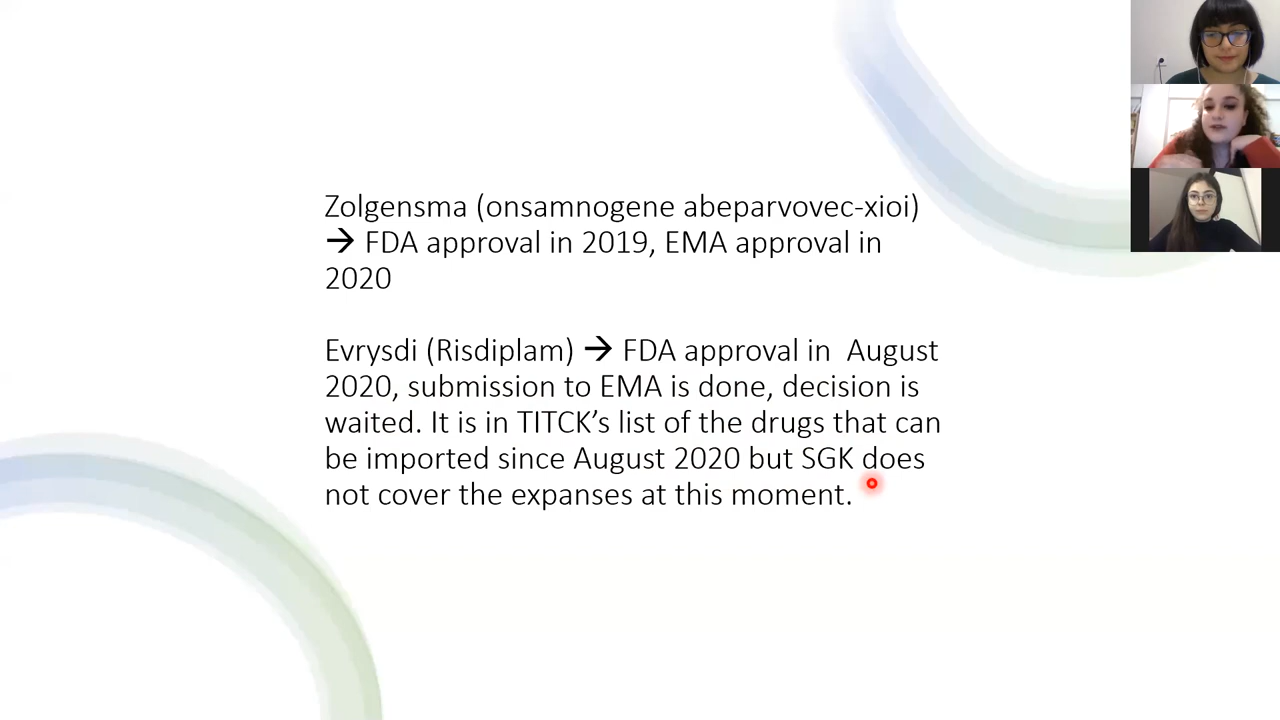 Zolgensma (onsamnogene abeparvovec-xioi)
→ FDA approval in 2019, EMA approval in
2020
Evrysdi (Risdiplam) → FDA approval in  August
2020, submission to EMA is done, decision is
waited. It is in TITCK’s list of the drugs that can
be imported since August 2020 but SGK does
not cover the expanses at this moment.